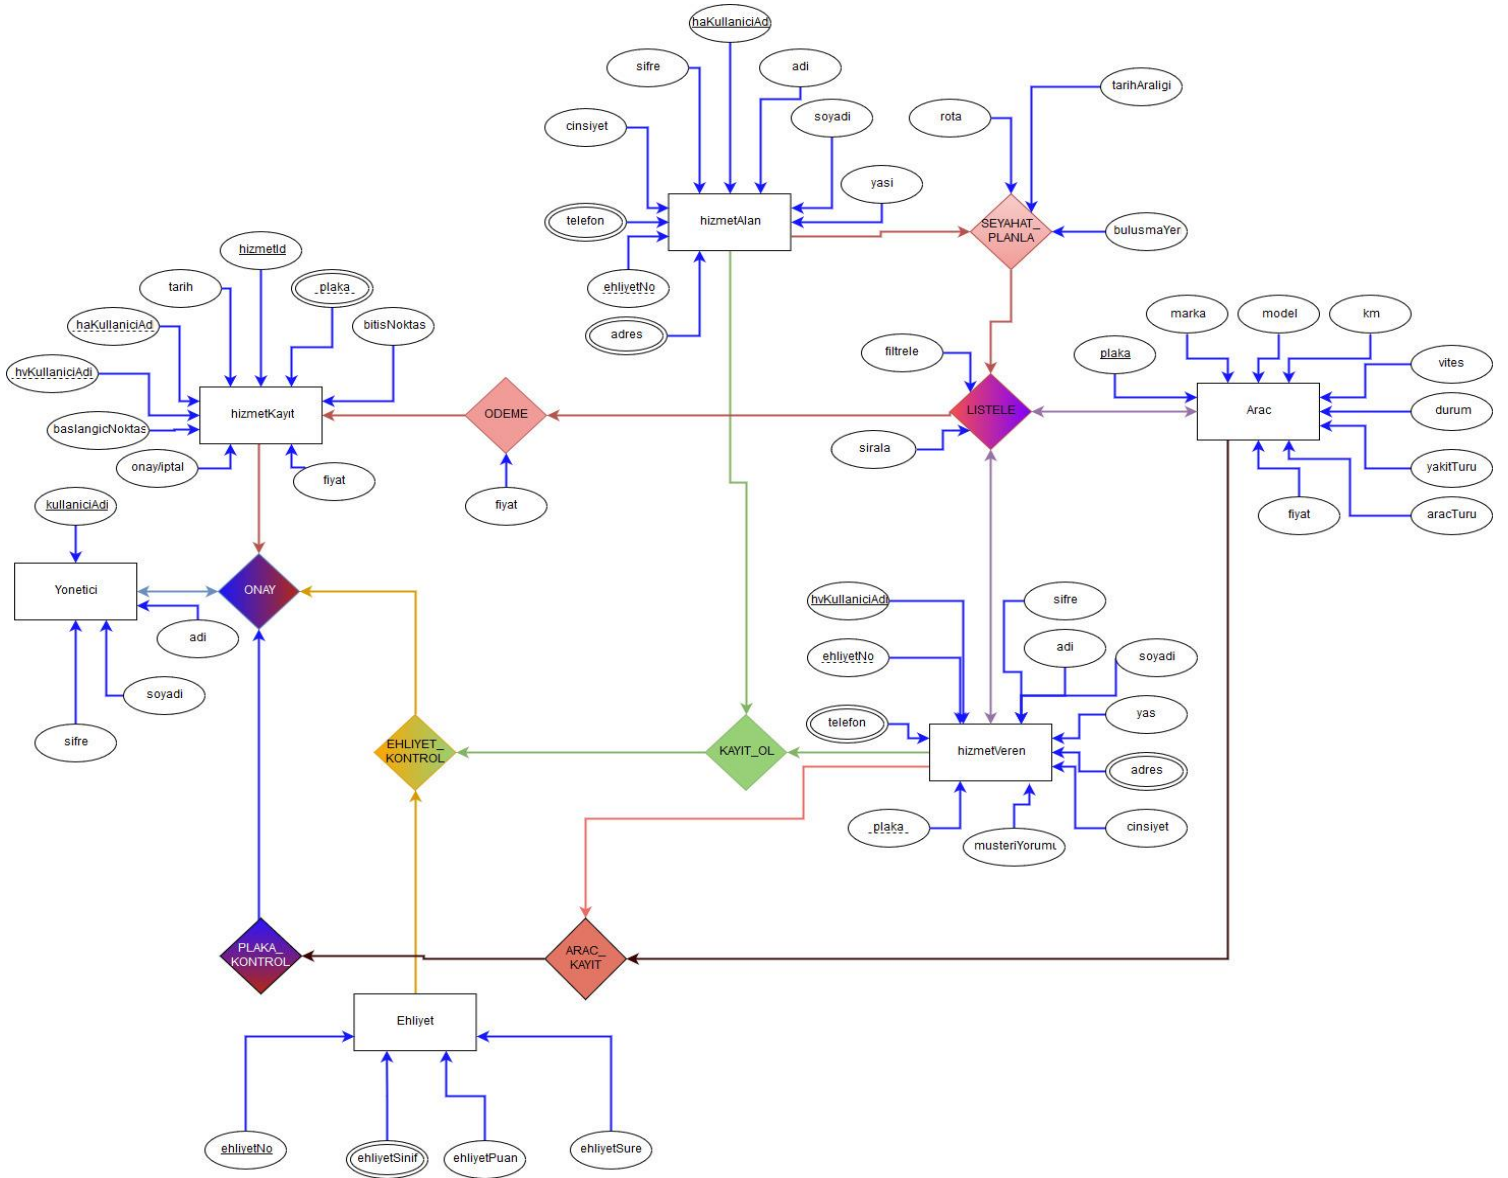 haKullaniciAd
sifre
adi
tarihAraligi
cinsiyet
soyadi
rota
yasi
telefon
hizmetAlan
SEYAHAT_
PLANLA
bulusmaYer
ehliyetNo
adres
hizmetId
tarih
plaka
haKullaniciAd
bitisNoktas
hvKullaniciAdi
hizmetKayıt
baslangicNoktas
onay/iptal
fiyat
ODEME
fiyat
filtrele
LISTELE
sirala
marka
model
km
plaka
vites
Arac
durum
yakitTuru
fiyat
aracTuru
kullaniciAdi
Yonetici
ONAY
adi
soyadi
sifre
hvKullaniciAdi
sifre
ehliyetNo
adi
soyadi
telefon
yas
hizmetVeren
adres
plaka
musteriYorumu
cinsiyet
EHLIYET_
KONTROL
KAYIT_OL
PLAKA_
KONTROL
ARAC_
KAYIT
Ehliyet
ehliyetNo
ehliyetSinif
ehliyetPuan
ehliyetSure